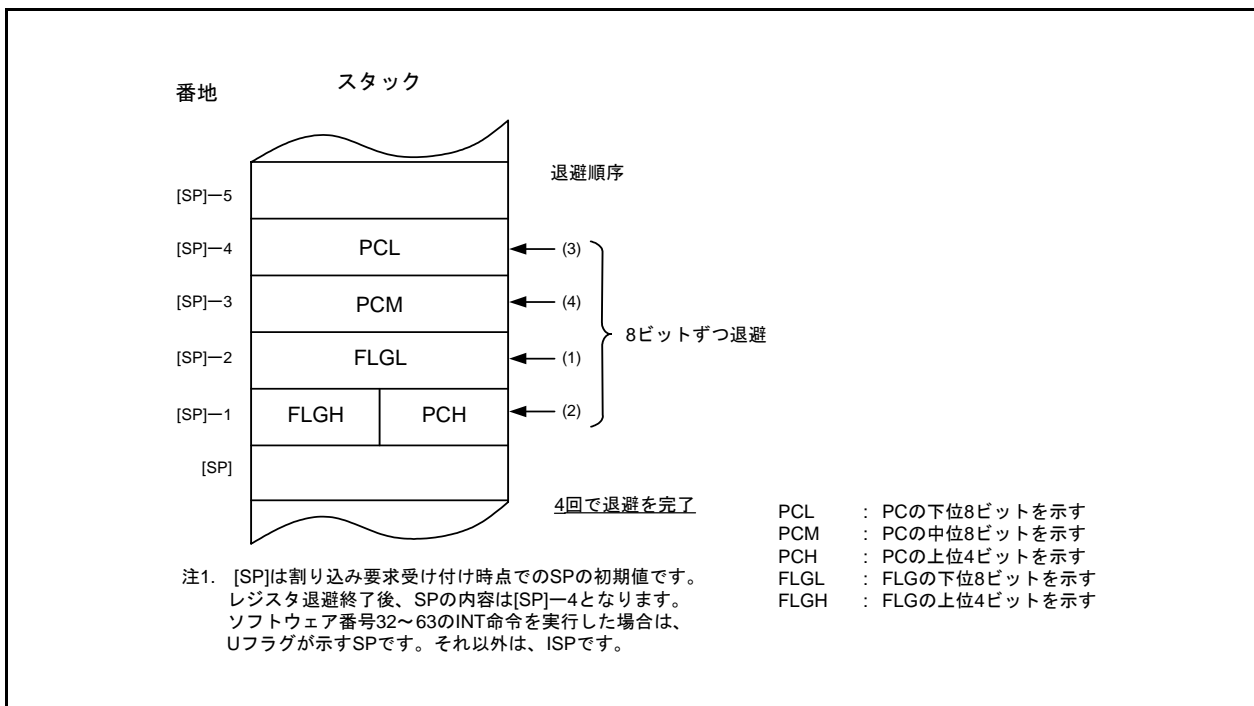 番地
スタック
退避順序
[SP]ー5
[SP]ー4
PCL
(3)
[SP]ー3
PCM
(4)
8ビットずつ退避
[SP]ー2
FLGL
(1)
[SP]ー1
FLGH
PCH
(2)
[SP]
4回で退避を完了
PCL : PCの下位8ビットを示す
PCM : PCの中位8ビットを示す
PCH : PCの上位4ビットを示す
FLGL : FLGの下位8ビットを示す
FLGH : FLGの上位4ビットを示す
注1. [SP]は割り込み要求受け付け時点でのSPの初期値です。
レジスタ退避終了後、SPの内容は[SP]ー4となります。
ソフトウェア番号32～63のINT命令を実行した場合は、
Uフラグが示すSPです。それ以外は、ISPです。